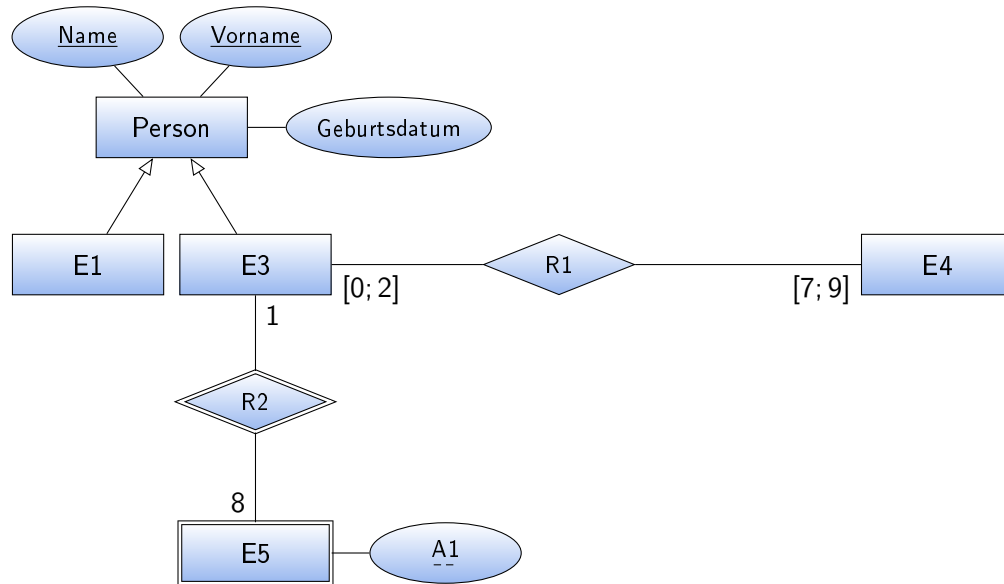 Name
Vorname
Person
Geburtsdatum
E1
E3
R1
E4
[0; 2]
[7; 9]
1
R2
8
E5
A1